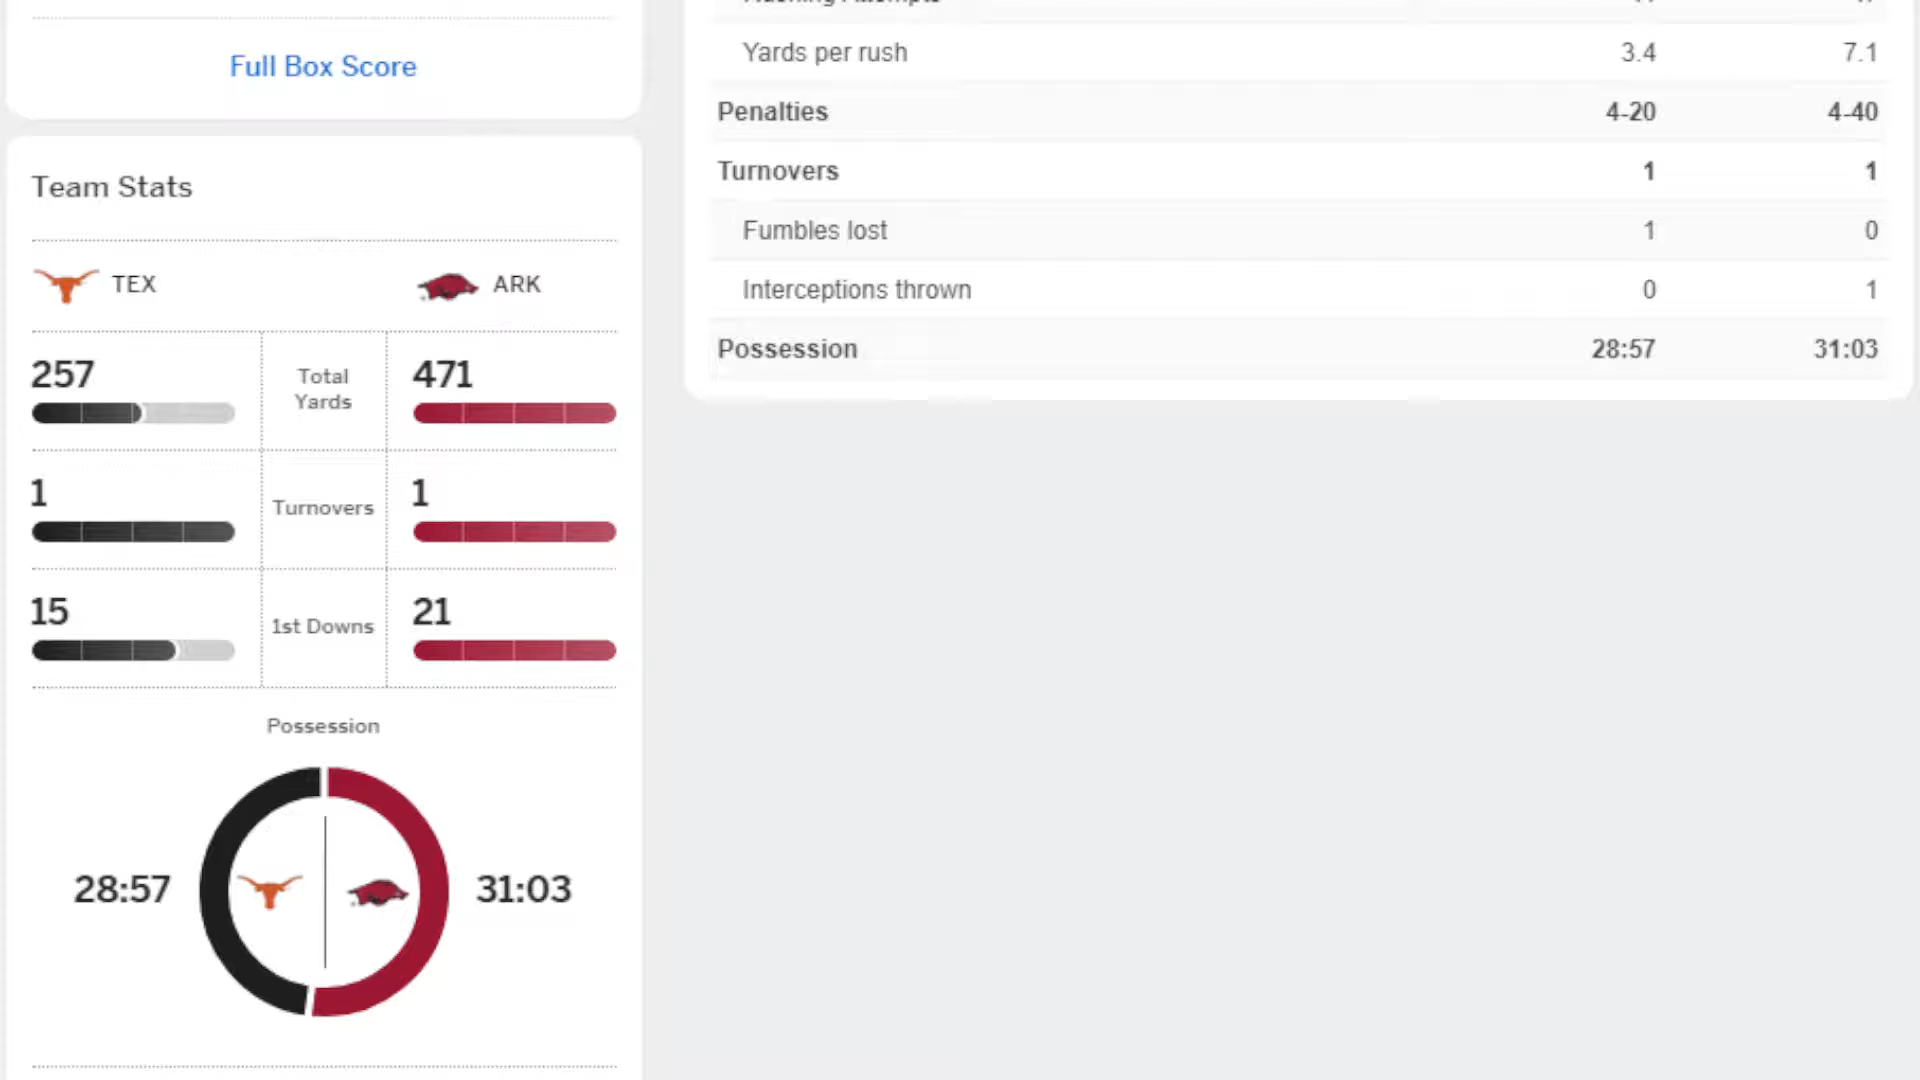 Full Box Score
Team Stats
TEX ARK
257 Total Yards 471
1 Turnovers 1
15 1st Downs 21
Possession
28:57 31:03
Yards per rush 3.4 7.1
Penalties 4-20 4-40
Turnovers 1 1
Fumbles lost 1 0
Interceptions thrown 0 1
Possession 28:57 31:03